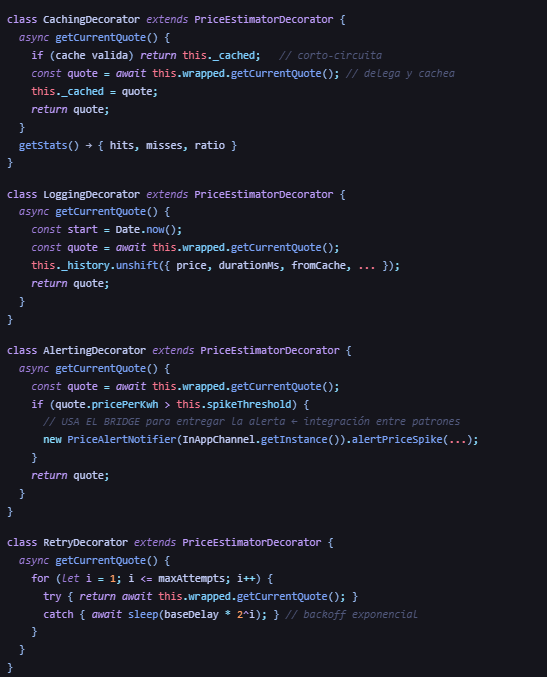 class CachingDecorator extends PriceEstimatorDecorator {
  async getCurrentQuote() {
    if (cache valida) return this._cached;   // corto-circuita
    const quote = await this.wrapped.getCurrentQuote(); // delega y cachea
    this._cached = quote;
    return quote;
  }
  getStats() → { hits, misses, ratio }
}

class LoggingDecorator extends PriceEstimatorDecorator {
  async getCurrentQuote() {
    const start = Date.now();
    const quote = await this.wrapped.getCurrentQuote();
    this._history.unshift({ price, durationMs, fromCache, ... });
    return quote;
  }
}

class AlertingDecorator extends PriceEstimatorDecorator {
  async getCurrentQuote() {
    const quote = await this.wrapped.getCurrentQuote();
    if (quote.pricePerKwh > this.spikeThreshold) {
      // USA EL BRIDGE para entregar la alerta ← integración entre patrones
      new PriceAlertNotifier(InAppChannel.getInstance()).alertPriceSpike(...);
    }
    return quote;
  }
}

class RetryDecorator extends PriceEstimatorDecorator {
  async getCurrentQuote() {
    for (let i = 1; i <= maxAttempts; i++) {
      try { return await this.wrapped.getCurrentQuote(); }
      catch { await sleep(baseDelay * 2^i); } // backoff exponencial
    }
  }
}